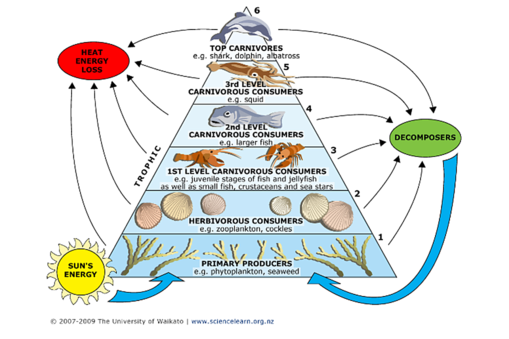 6
TOP CARNIVORES
e.g. shark, dolphin, albatross
HEAT
ENERGY
LOSS
5
3rd LEVEL
CARNIVOROUS CONSUMERS
e.g. squid
4
2nd LEVEL
CARNIVOROUS CONSUMERS
e.g. larger fish
DECOMPOSERS
TROPHIC
3
1ST LEVEL CARNIVOROUS CONSUMERS
e.g. juvenile stages of fish and jellyfish
as well as small fish, crustaceans and sea stars
2
HERBIVOROUS CONSUMERS
e.g. zooplankton, cockles
1
SUN'S
ENERGY
PRIMARY PRODUCERS
e.g. phytoplankton, seaweed
© 2007-2009 The University of Waikato | www.sciencelearn.org.nz